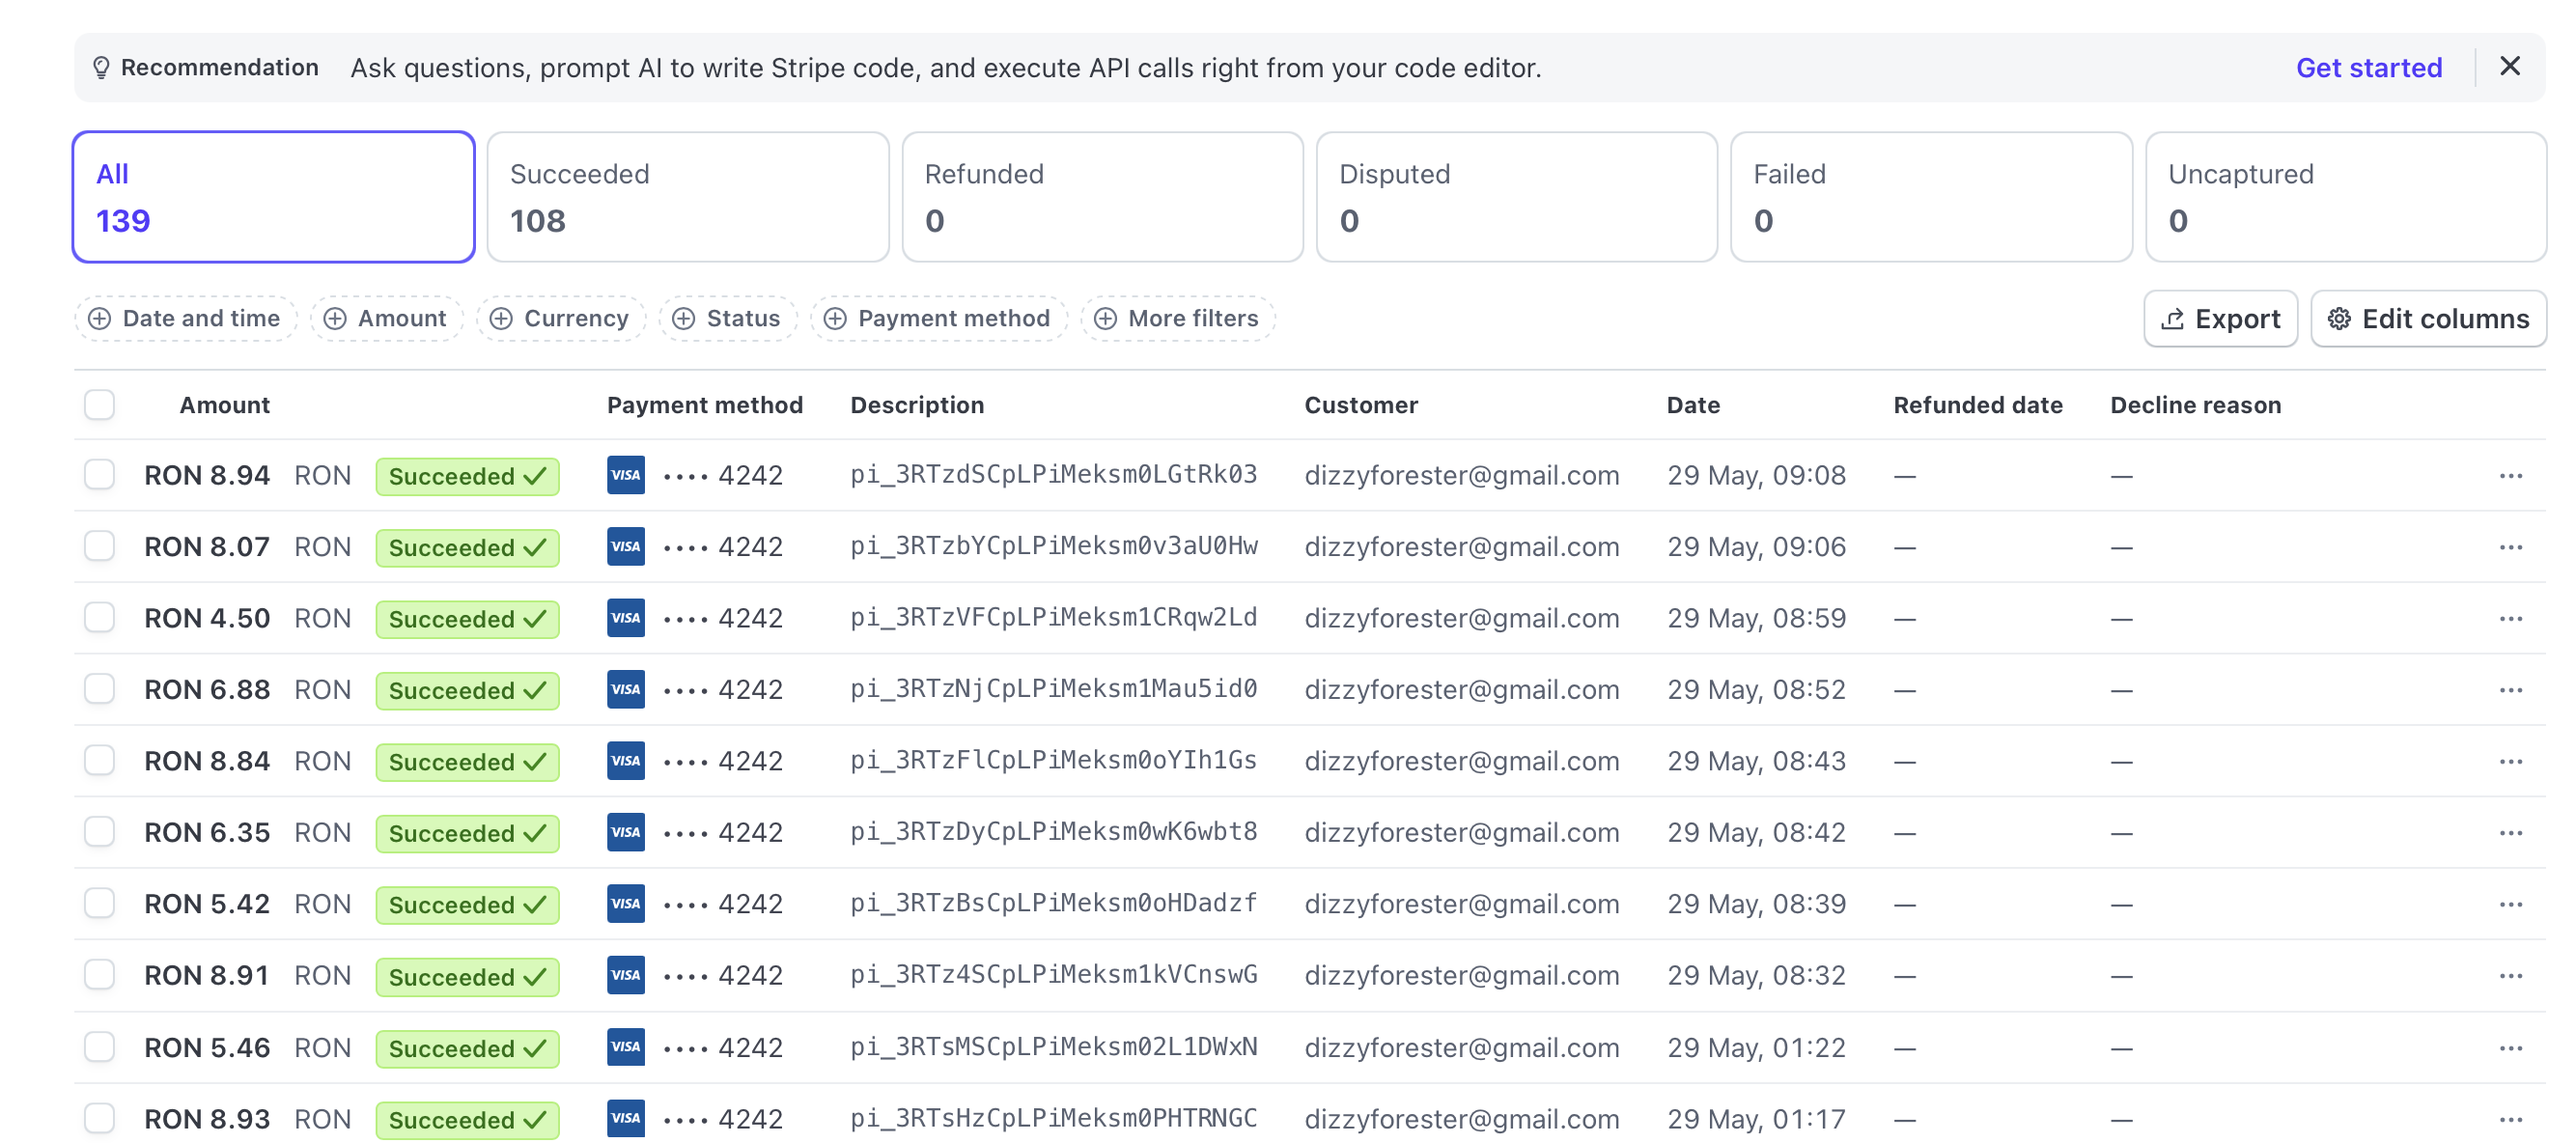 Recommendation Ask questions, prompt AI to write Stripe code, and execute API calls right from your code editor. Get started
All Succeeded Refunded Disputed Failed Uncaptured
139 108 0 0 0 0
Date and time Amount Currency Status Payment method More filters Export Edit columns
Amount Payment method Description Customer Date Refunded date Decline reason
RON 8.94 RON Succeeded VISA •••• 4242 pi_3RTzdSCpLPiMeksm0LGtRk03 dizzyforester@gmail.com 29 May, 09:08 — —
RON 8.07 RON Succeeded VISA •••• 4242 pi_3RTzbYCpLPiMeksm0v3aU0Hw dizzyforester@gmail.com 29 May, 09:06 — —
RON 4.50 RON Succeeded VISA •••• 4242 pi_3RTzVFCpLPiMeksm1CRqw2Ld dizzyforester@gmail.com 29 May, 08:59 — —
RON 6.88 RON Succeeded VISA •••• 4242 pi_3RTzNjCpLPiMeksm1Mau5id0 dizzyforester@gmail.com 29 May, 08:52 — —
RON 8.84 RON Succeeded VISA •••• 4242 pi_3RTzFlCpLPiMeksm0oYIh1Gs dizzyforester@gmail.com 29 May, 08:43 — —
RON 6.35 RON Succeeded VISA •••• 4242 pi_3RTzDyCpLPiMeksm0wK6wbt8 dizzyforester@gmail.com 29 May, 08:42 — —
RON 5.42 RON Succeeded VISA •••• 4242 pi_3RTzBsCpLPiMeksm0oHDadzf dizzyforester@gmail.com 29 May, 08:39 — —
RON 8.91 RON Succeeded VISA •••• 4242 pi_3RTz4SCpLPiMeksm1kVCnswG dizzyforester@gmail.com 29 May, 08:32 — —
RON 5.46 RON Succeeded VISA •••• 4242 pi_3RTsMSCpLPiMeksm02L1DWxN dizzyforester@gmail.com 29 May, 01:22 — —
RON 8.93 RON Succeeded VISA •••• 4242 pi_3RTsHzCpLPiMeksm0PHTRNGC dizzyforester@gmail.com 29 May, 01:17 — —